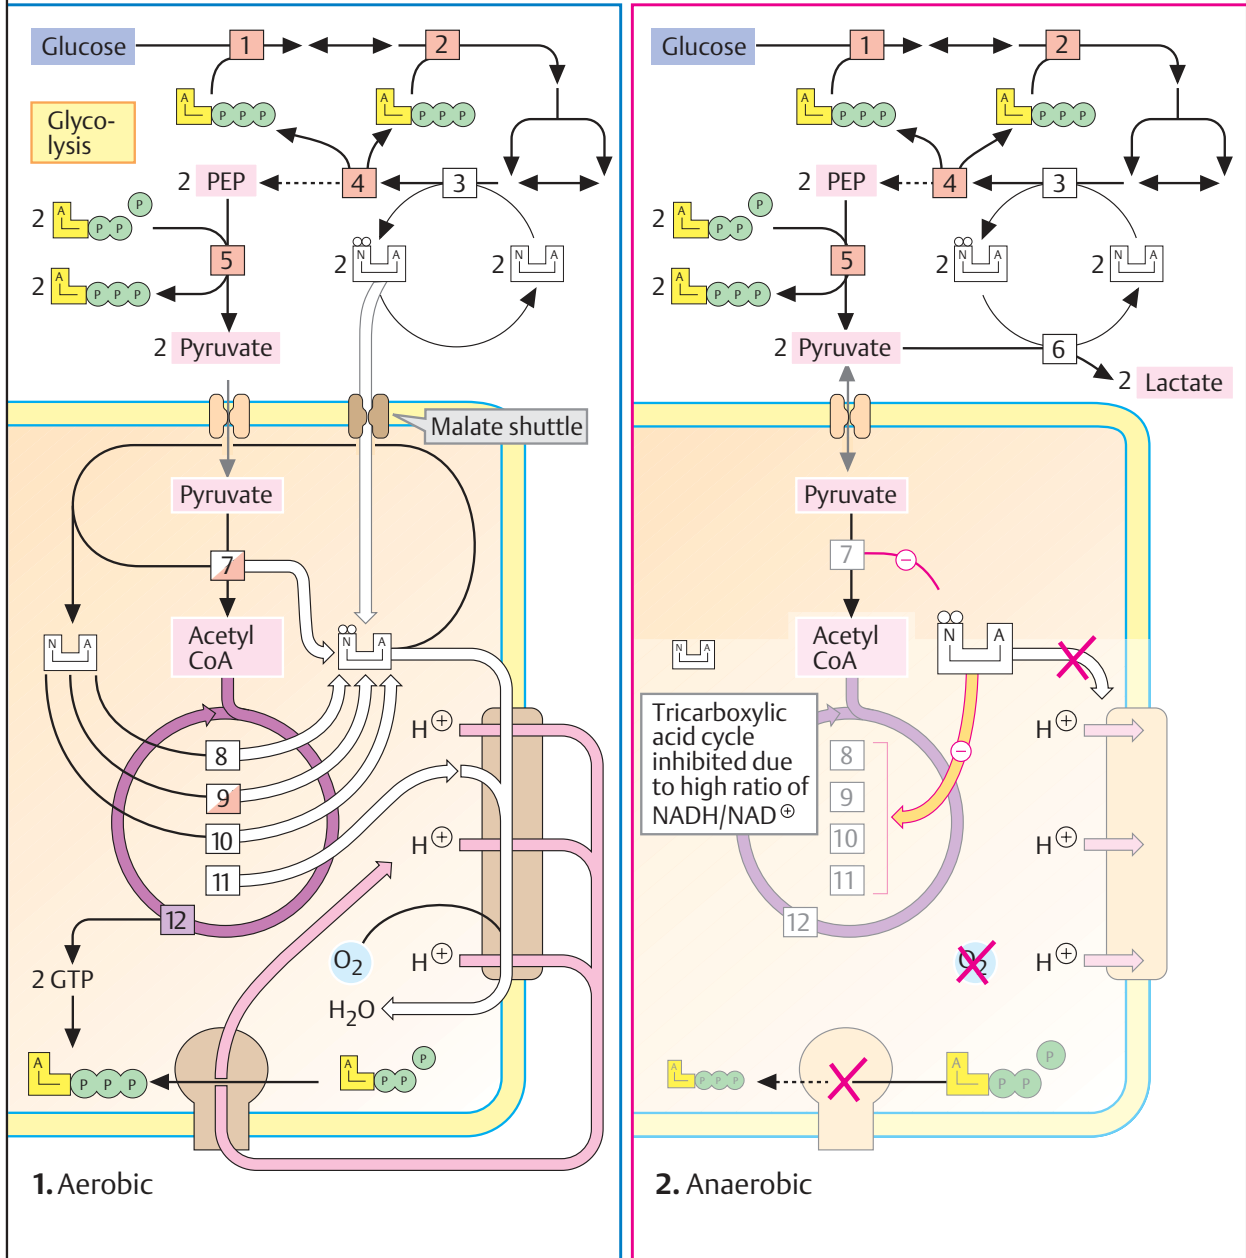 Glucose
1
2
A
P P P
A
P P P
Glyco-
lysis
2 PEP
4
3
2
A
P P
P
5
2
A
P P P
2
N A
2
N A
2 Pyruvate
Malate shuttle
Pyruvate
7
N A
Acetyl
CoA
N A
8
9
10
11
12
H⊕
H⊕
H⊕
O₂
H₂O
2 GTP
A
P P P
A
P P
P
1. Aerobic
Glucose
1
2
A
P P P
A
P P P
2 PEP
4
3
2
A
P P
P
5
2
A
P P P
2
N A
2
N A
2 Pyruvate
6
2 Lactate
Pyruvate
7
−
N A
Acetyl
CoA
N A
Tricarboxylic
acid cycle
inhibited due
to high ratio of
NADH/NAD⊕
8
9
10
11
12
−
H⊕
H⊕
H⊕
O₂
A
P P P
A
P P
P
2. Anaerobic